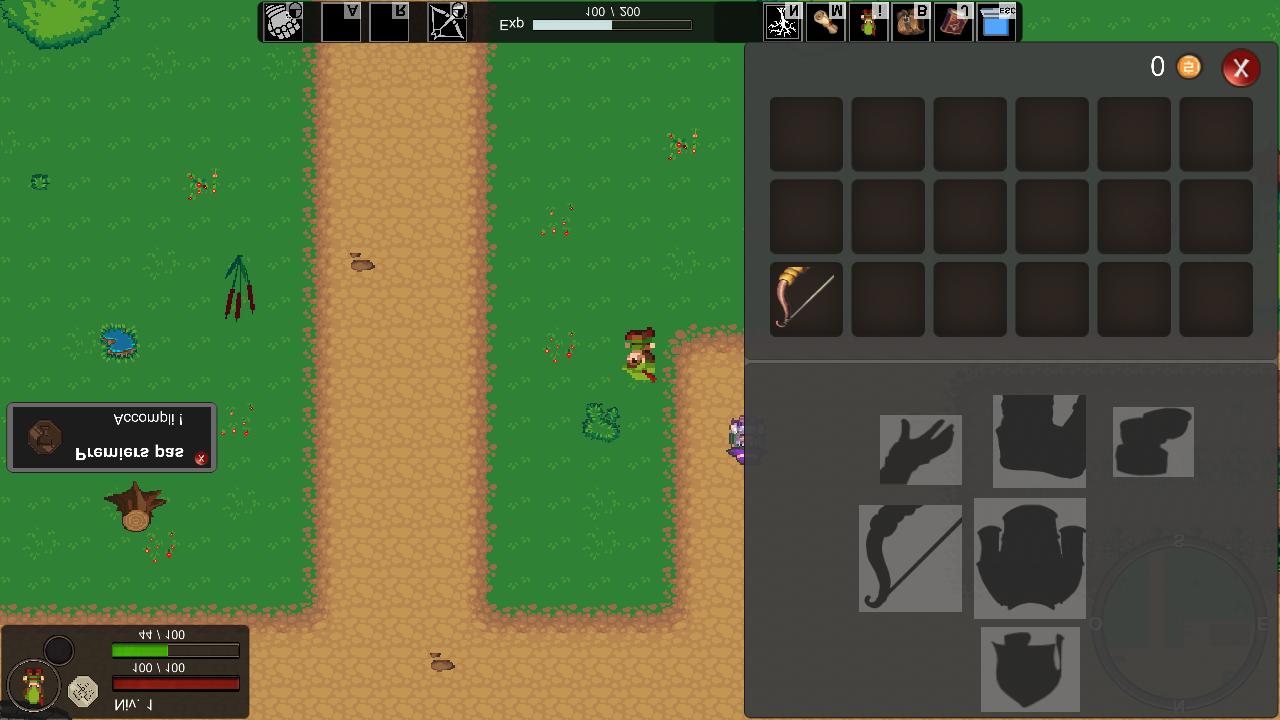 Niv. 1
100 / 100
44 / 100
Premiers pas
X
Accompli !
N
O
E
S
0
X
Exp
100 / 200
A
R
N
M
I
B
J
ESC